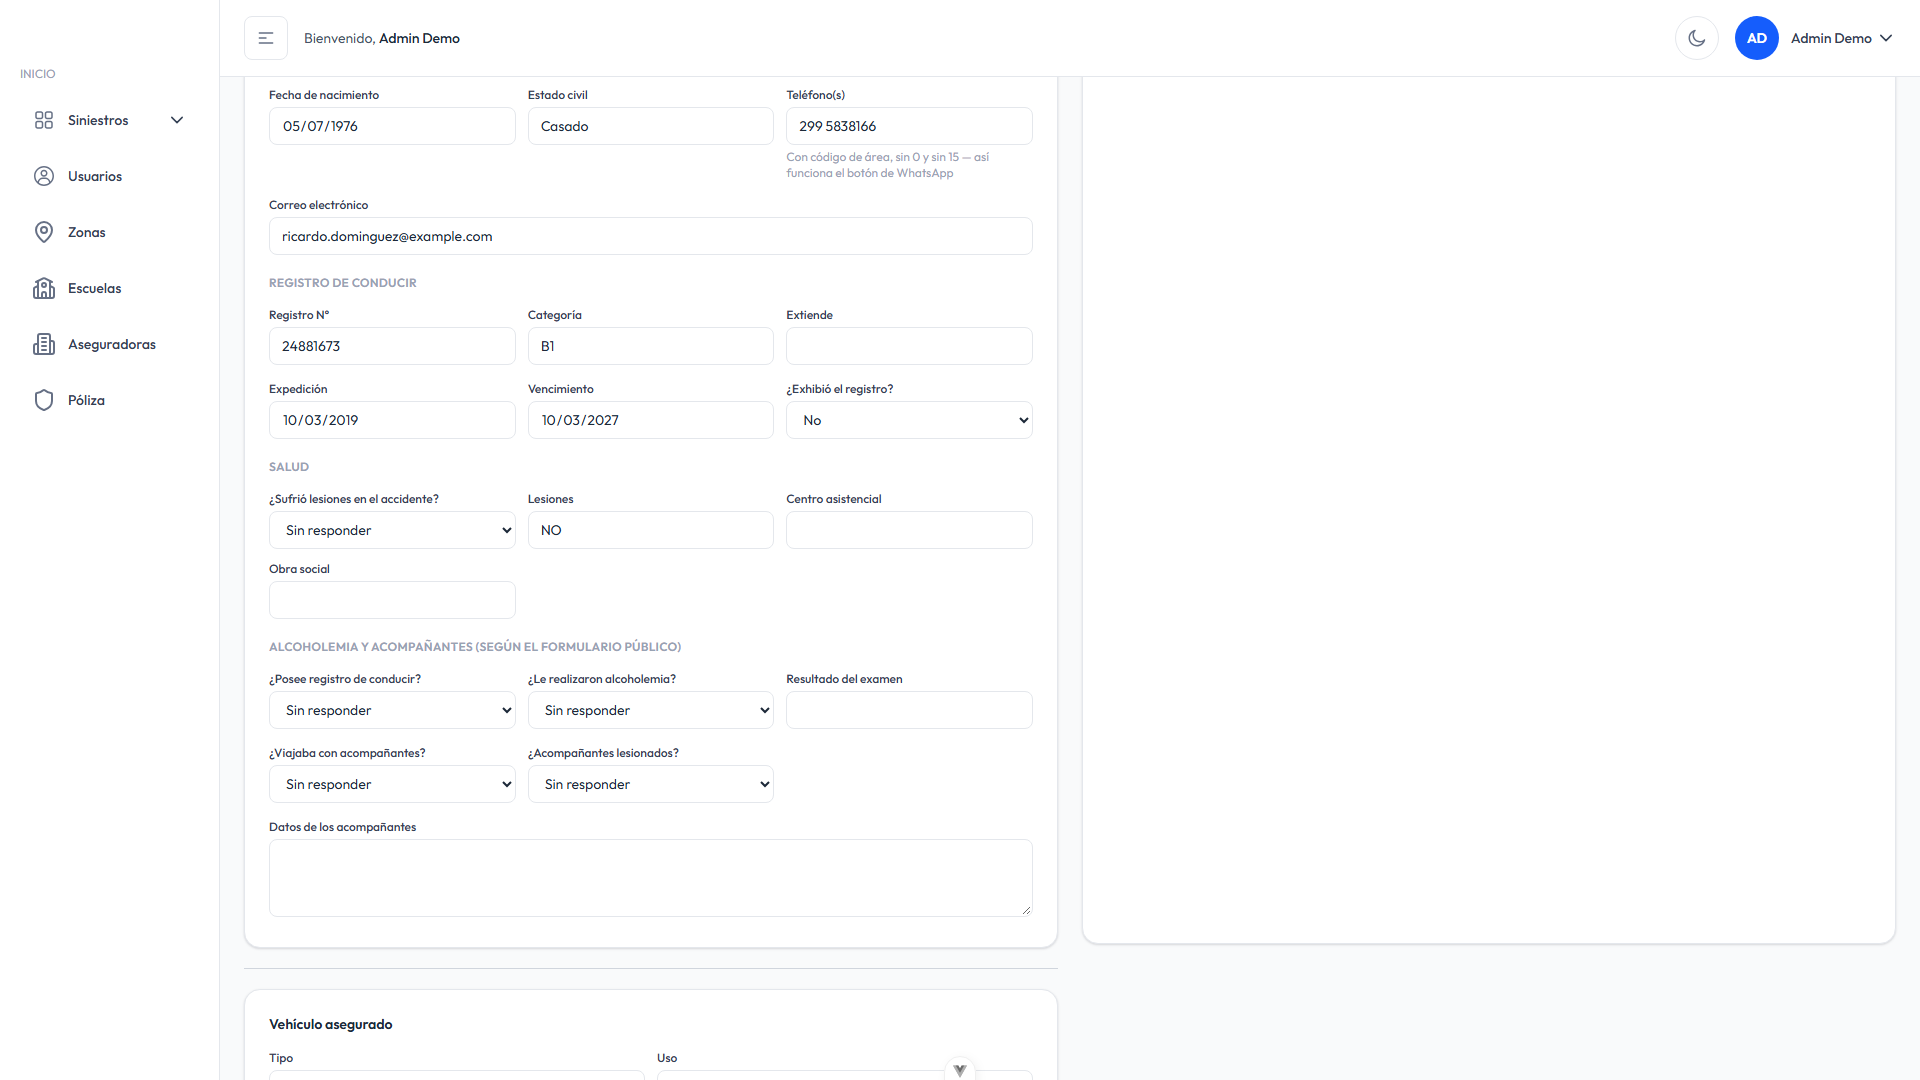 Bienvenido, Admin Demo
AD
Admin Demo
INICIO
Siniestros
Usuarios
Zonas
Escuelas
Aseguradoras
Póliza
Fecha de nacimiento
Estado civil
Teléfono(s)
05/07/1976
Casado
299 5838166
Con código de área, sin 0 y sin 15 — así
funciona el botón de WhatsApp
Correo electrónico
ricardo.dominguez@example.com
REGISTRO DE CONDUCIR
Registro N°
Categoría
Extiende
24881673
B1
Expedición
Vencimiento
¿Exhibió el registro?
10/03/2019
10/03/2027
No
SALUD
¿Sufrió lesiones en el accidente?
Lesiones
Centro asistencial
Sin responder
NO
Obra social
ALCOHOLEMIA Y ACOMPAÑANTES (SEGÚN EL FORMULARIO PÚBLICO)
¿Posee registro de conducir?
¿Le realizaron alcoholemia?
Resultado del examen
Sin responder
Sin responder
¿Viajaba con acompañantes?
¿Acompañantes lesionados?
Sin responder
Sin responder
Datos de los acompañantes
Vehículo asegurado
Tipo
Uso